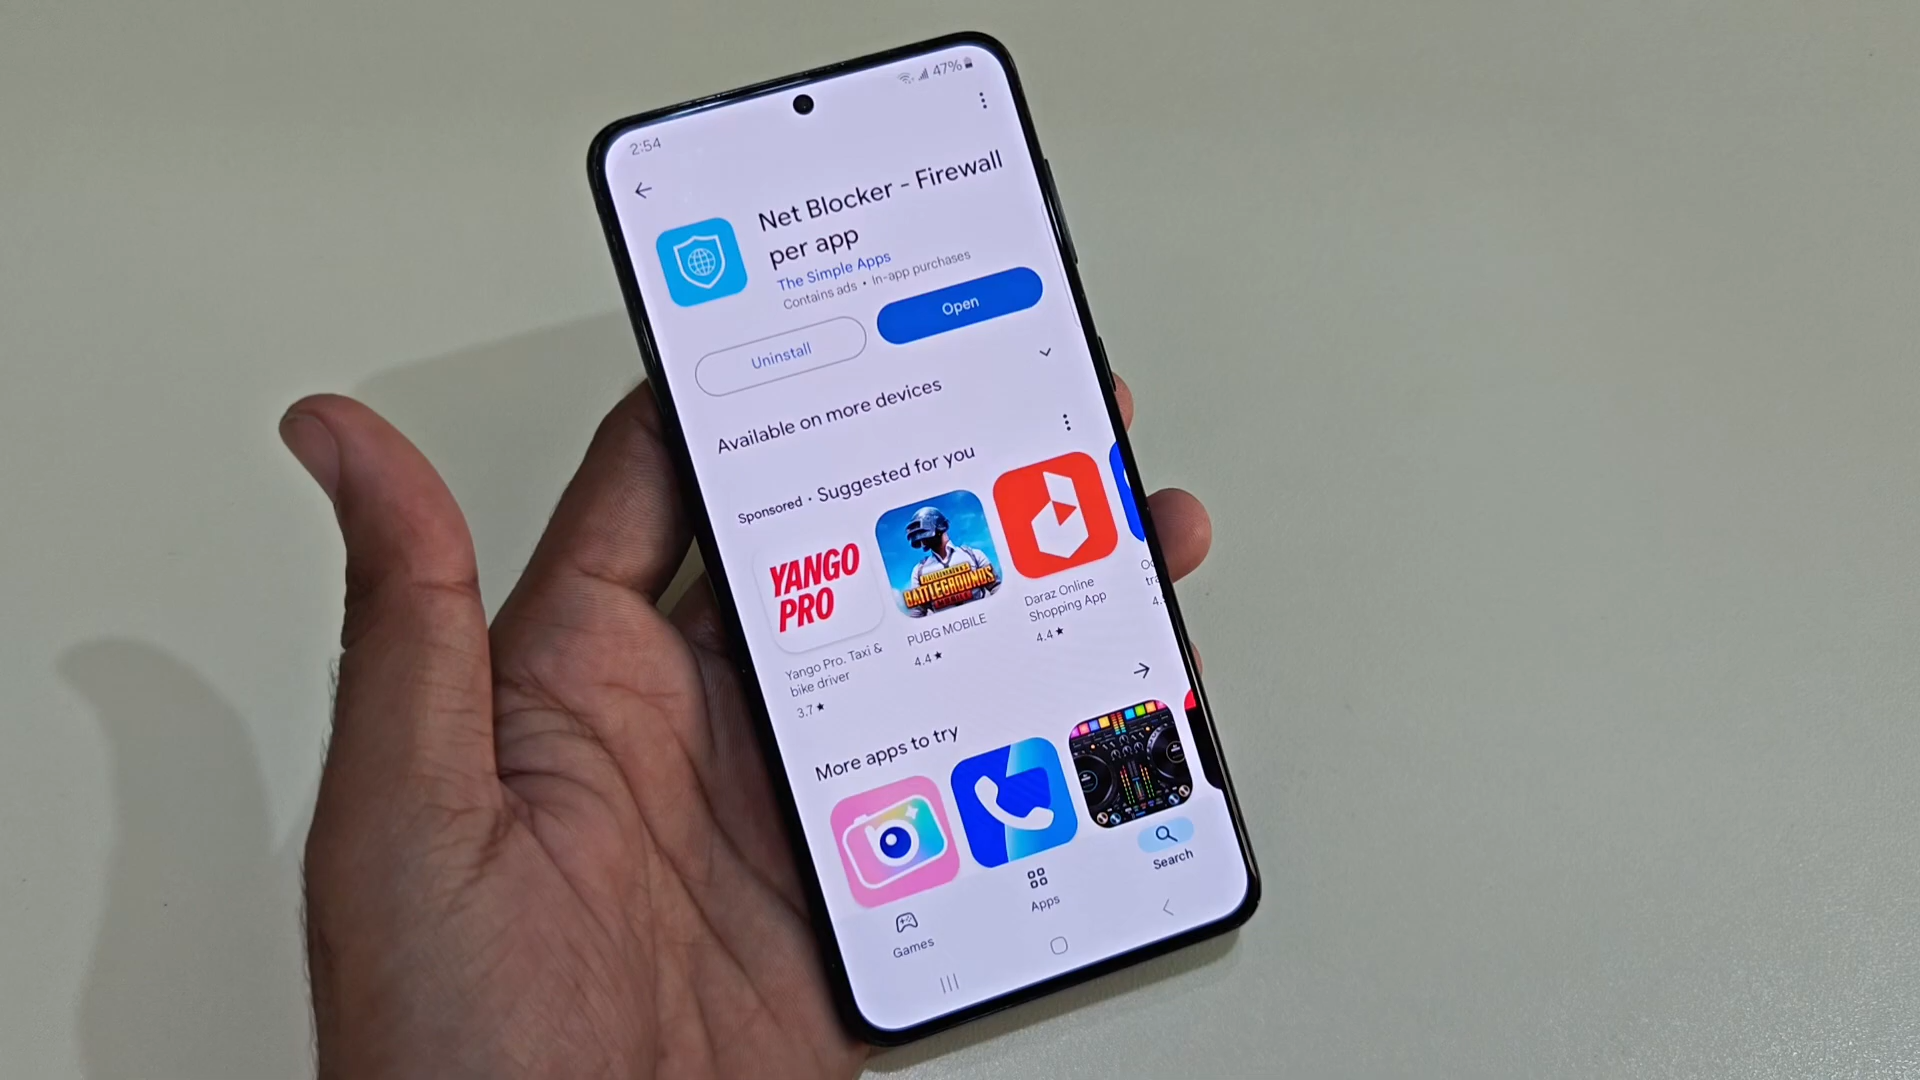 2:54
47%
Net Blocker - Firewall
per app
The Simple Apps
Contains ads • In-app purchases
Uninstall
Open
Available on more devices
Sponsored · Suggested for you
YANGO
PRO
BATTLEGROUNDS
MOBILE
Yango Pro. Taxi &
bike driver
3.7★
PUBG MOBILE
4.4★
Daraz Online
Shopping App
4.4★
More apps to try
Games
Apps
Search